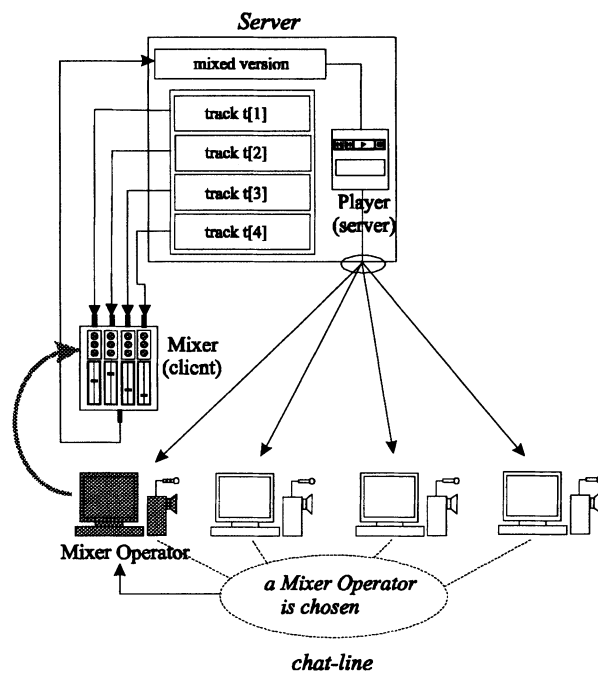 Server
mixed version
track t[1]
track t[2]
track t[3]
track t[4]
Player
(server)
Mixer
(client)
Mixer Operator
a Mixer Operator
is chosen
chat-line